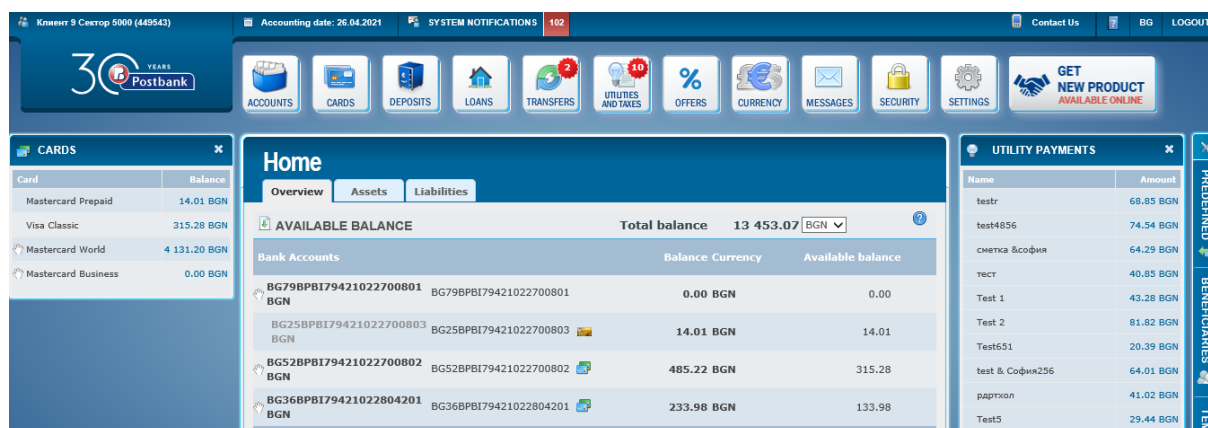 Клиент 9 Сектор 5000 (449543)
Accounting date: 26.04.2021
SYSTEM NOTIFICATIONS 102
Contact Us
?
BG
LOGOUT
30 YEARS
Postbank
ACCOUNTS
CARDS
DEPOSITS
LOANS
2
TRANSFERS
10
UTILITIES
AND TAXES
%
OFFERS
CURRENCY
MESSAGES
SECURITY
SETTINGS
GET
NEW PRODUCT
AVAILABLE ONLINE
CARDS
Card Balance
Mastercard Prepaid 14.01 BGN
Visa Classic 315.28 BGN
Mastercard World 4 131.20 BGN
Mastercard Business 0.00 BGN
Home
Overview Assets Liabilities
AVAILABLE BALANCE Total balance 13 453.07 BGN
?
Bank Accounts Balance Currency Available balance
BG79BPBI79421022700801
BGN
BG79BPBI79421022700801 0.00 BGN 0.00
BG25BPBI79421022700803
BGN
BG25BPBI79421022700803 14.01 BGN 14.01
BG52BPBI79421022700802
BGN
BG52BPBI79421022700802 485.22 BGN 315.28
BG36BPBI79421022804201
BGN
BG36BPBI79421022804201 233.98 BGN 133.98
UTILITY PAYMENTS
Name Amount
testr 68.85 BGN
test4856 74.54 BGN
сметка &софия 64.29 BGN
тест 40.85 BGN
Test 1 43.28 BGN
Test 2 81.82 BGN
Test651 20.39 BGN
test & София256 64.01 BGN
рдртхол 41.02 BGN
Test5 29.44 BGN
PREDEFINED
BENEFICIARIES